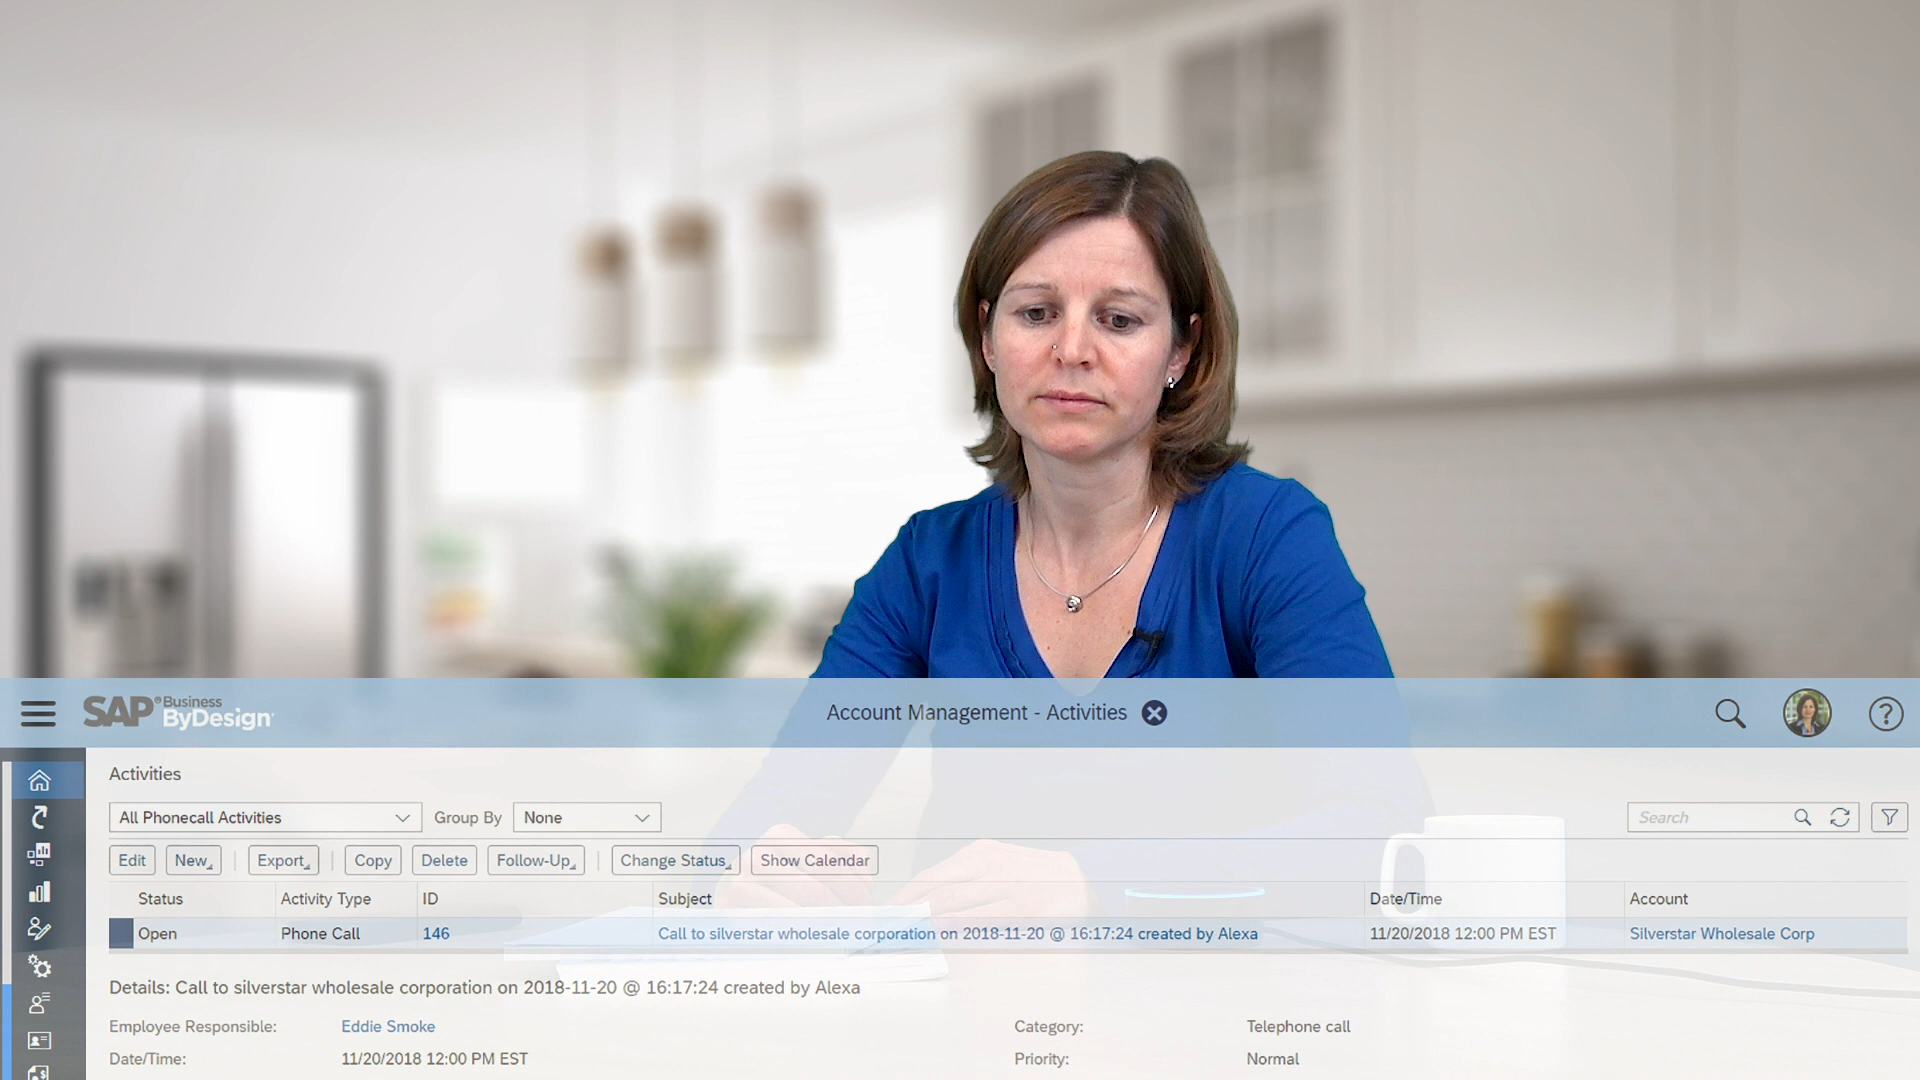 SAP® Business ByDesign
Account Management - Activities
Activities
All Phonecall Activities Group By None Search
Edit New Export Copy Delete Follow-Up Change Status Show Calendar
Status Activity Type ID Subject Date/Time Account
Open Phone Call 146 Call to silverstar wholesale corporation on 2018-11-20 @ 16:17:24 created by Alexa 11/20/2018 12:00 PM EST Silverstar Wholesale Corp
Details: Call to silverstar wholesale corporation on 2018-11-20 @ 16:17:24 created by Alexa
Employee Responsible: Eddie Smoke Category: Telephone call
Date/Time: 11/20/2018 12:00 PM EST Priority: Normal